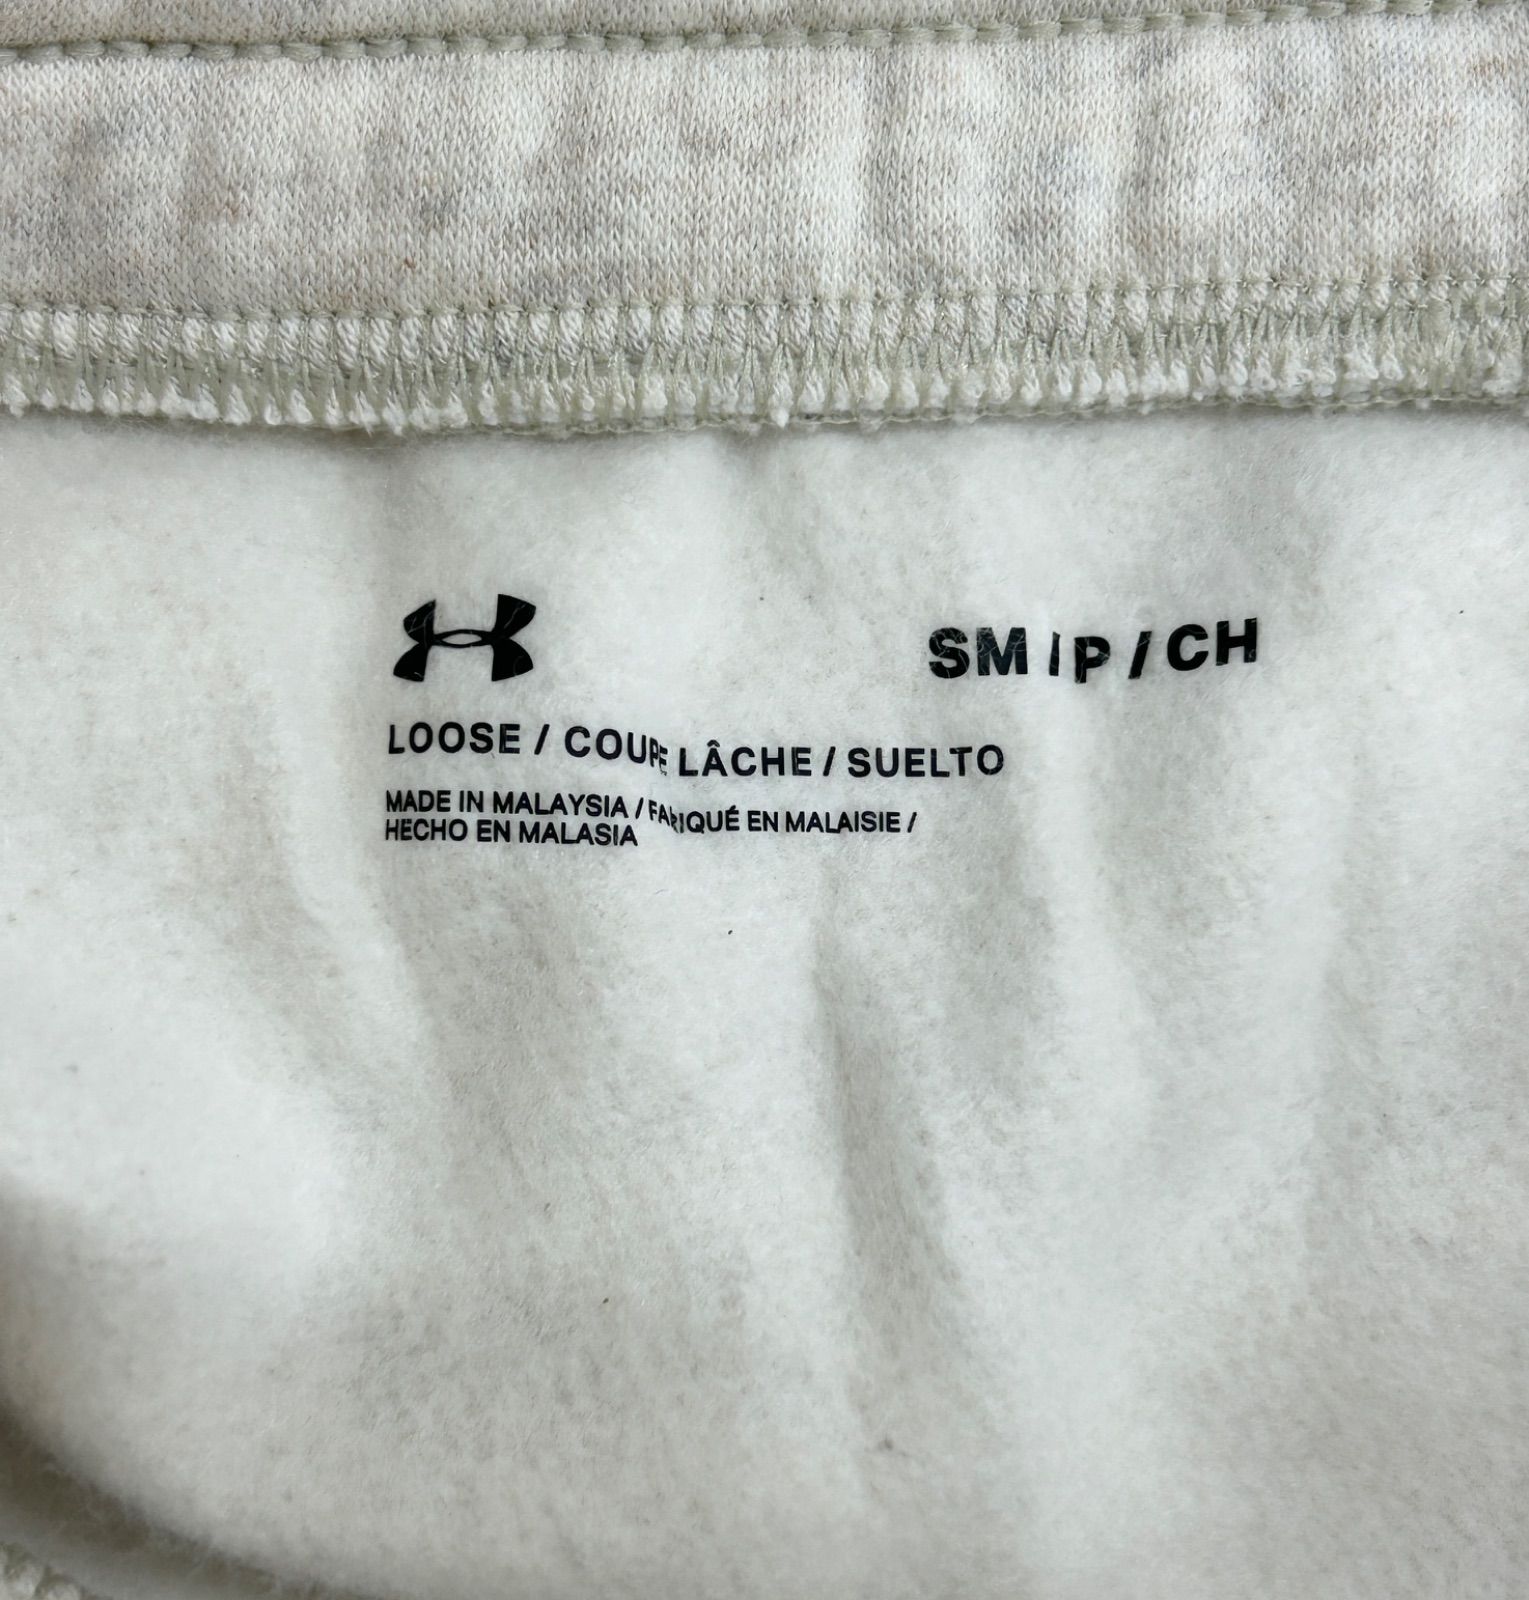 SM / P / CH
LOOSE / COUPE LÂCHE / SUELTO
MADE IN MALAYSIA / FABRIQUÉ EN MALAISIE /
HECHO EN MALASIA